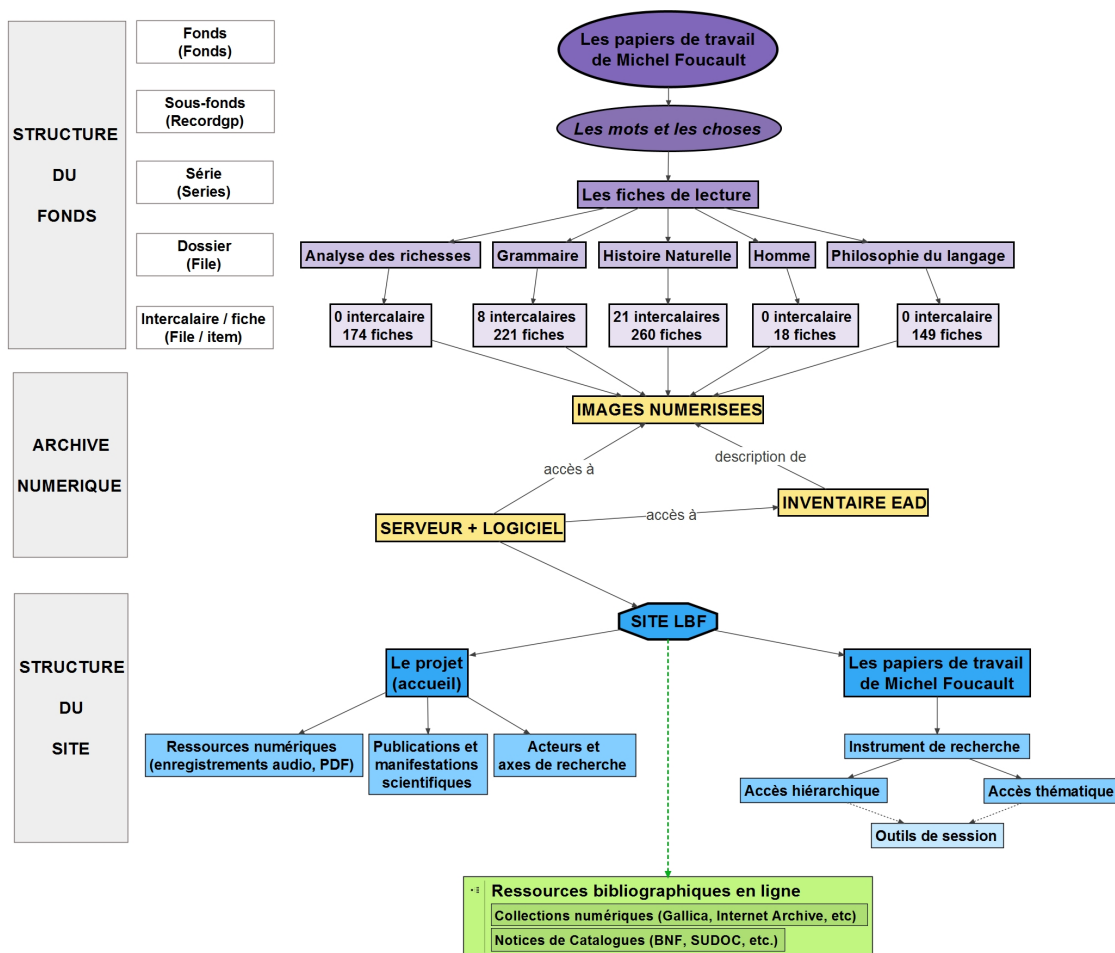 Fonds
(Fonds)
Les papiers de travail
de Michel Foucault
Sous-fonds
(Recordgp)
Les mots et les choses
STRUCTURE
DU
FONDS
Série
(Series)
Les fiches de lecture
Dossier
(File)
Analyse des richesses
Grammaire
Histoire Naturelle
Homme
Philosophie du langage
Intercalaire / fiche
(File / item)
0 intercalaire
174 fiches
8 intercalaires
221 fiches
21 intercalaires
260 fiches
0 intercalaire
18 fiches
0 intercalaire
149 fiches
ARCHIVE
NUMERIQUE
IMAGES NUMERISEES
accès à
description de
INVENTAIRE EAD
accès à
SERVEUR + LOGICIEL
STRUCTURE
DU
SITE
SITE LBF
Le projet
(accueil)
Les papiers de travail
de Michel Foucault
Ressources numériques
(enregistrements audio, PDF)
Publications et
manifestations
scientifiques
Acteurs et
axes de recherche
Instrument de recherche
Accès hiérarchique
Accès thématique
Outils de session
Ressources bibliographiques en ligne
Collections numériques (Gallica, Internet Archive, etc)
Notices de Catalogues (BNF, SUDOC, etc.)